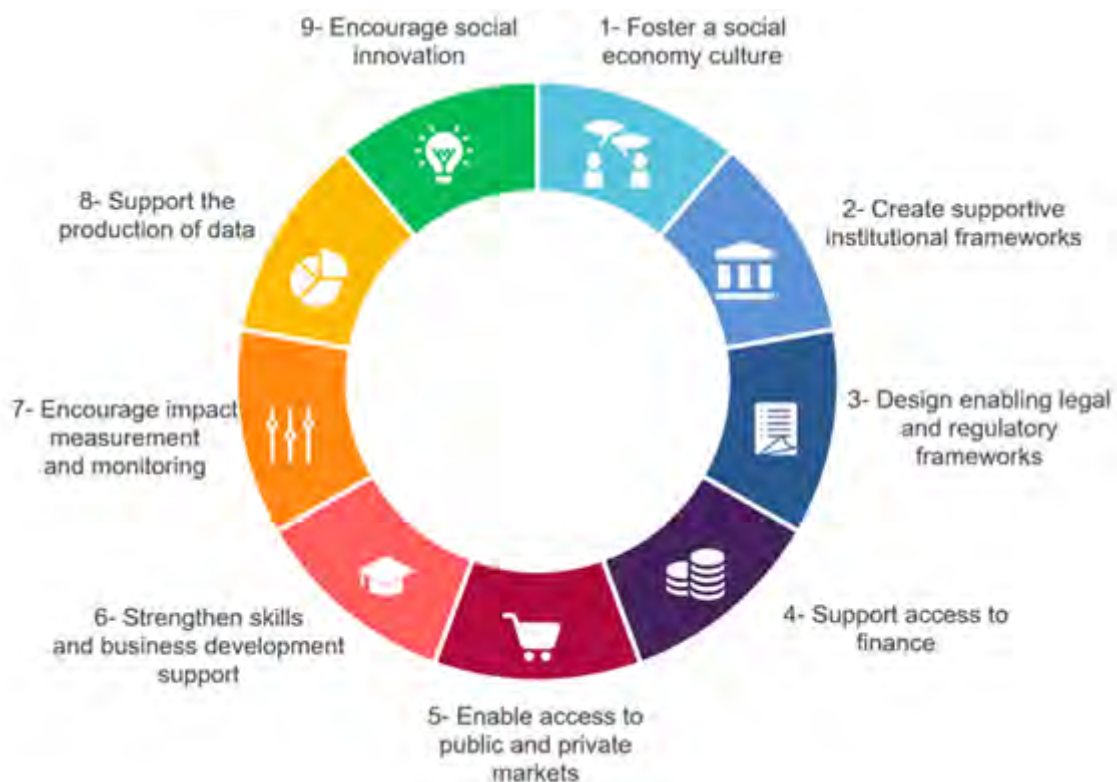 1- Foster a social
economy culture
2- Create supportive
institutional frameworks
3- Design enabling legal
and regulatory
frameworks
4- Support access to
finance
5- Enable access to
public and private
markets
6- Strengthen skills
and business development
support
7- Encourage impact
measurement
and monitoring
8- Support the
production of data
9- Encourage social
innovation